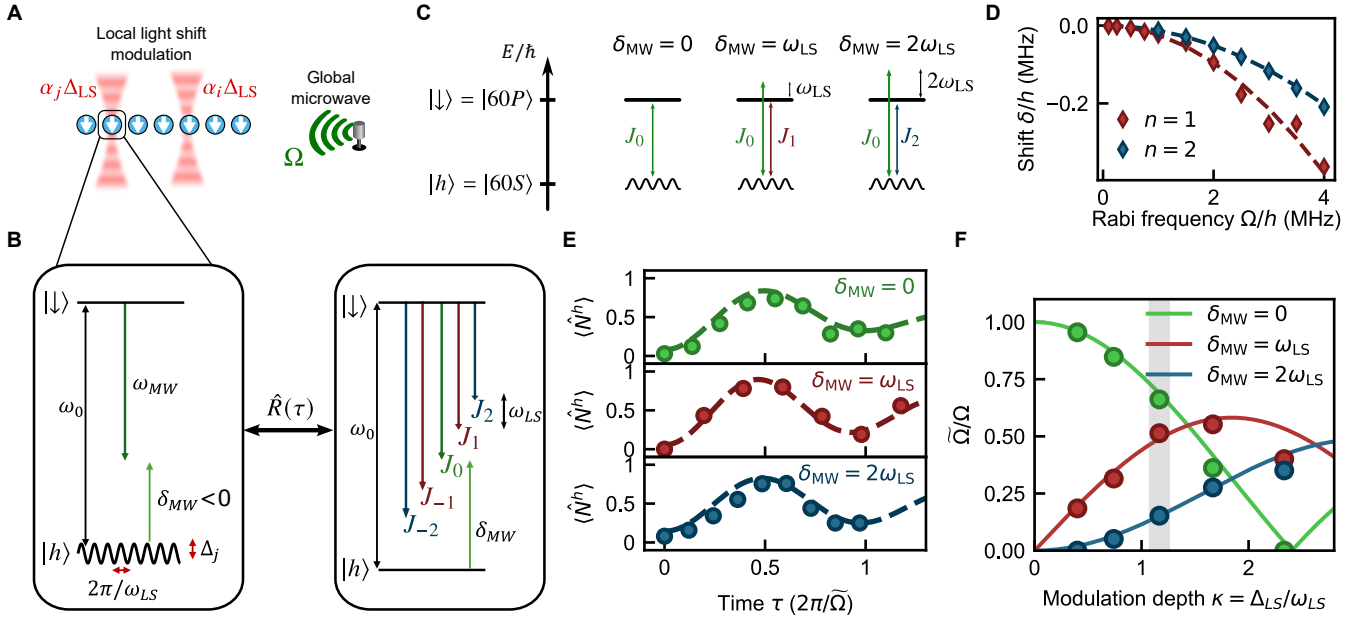 A
Local light shift
modulation
α_jΔ_LS
α_iΔ_LS
Global
microwave
Ω
C
E/ℏ
|↓⟩ = |60P⟩
|h⟩ = |60S⟩
δ_MW = 0
δ_MW = ω_LS
δ_MW = 2ω_LS
ω_LS
2ω_LS
J_0
J_0
J_1
J_0
J_2
D
Shift δ/h (MHz)
0.0
−0.2
n = 1
n = 2
0
2
4
Rabi frequency Ω/h (MHz)
B
|↓⟩
ω_0
ω_MW
δ_MW<0
|h⟩
Δ_j
2π/ω_LS
R̂(τ)
|↓⟩
ω_0
J_2
ω_LS
J_1
J_0
J_−1
J_−2
δ_MW
|h⟩
E
⟨N̂^h⟩
1
0.5
0
δ_MW = 0
⟨N̂^h⟩
1
0.5
0
δ_MW = ω_LS
⟨N̂^h⟩
1
0.5
0
δ_MW = 2ω_LS
0
0.5
1
Time τ (2π/Ω̃)
F
Ω̃/Ω
1.00
0.75
0.50
0.25
0.00
δ_MW = 0
δ_MW = ω_LS
δ_MW = 2ω_LS
0
1
2
Modulation depth κ = Δ_LS/ω_LS